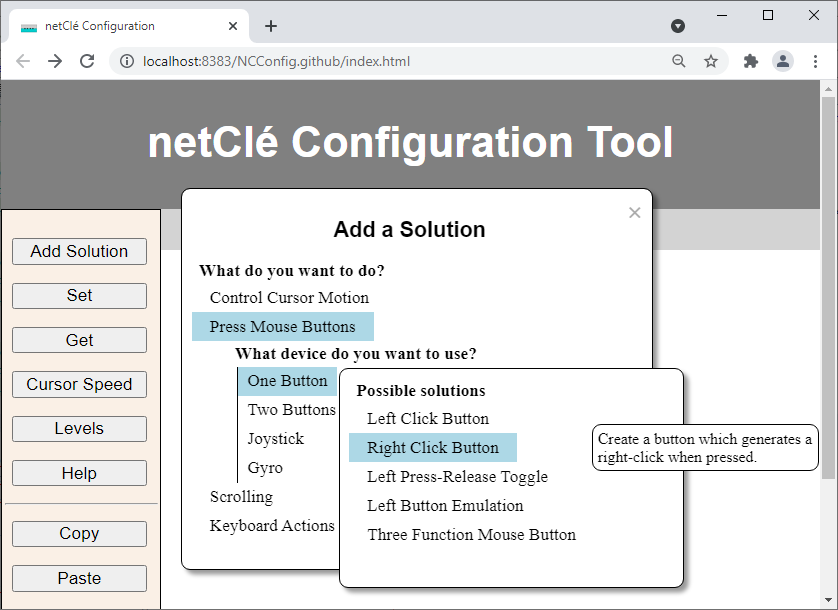 netClé Configuration
localhost:8383/NCConfig.github/index.html
netClé Configuration Tool
Add Solution
Set
Get
Cursor Speed
Levels
Help
Copy
Paste
Add a Solution
What do you want to do?
Control Cursor Motion
Press Mouse Buttons
What device do you want to use?
One Button
Two Buttons
Joystick
Gyro
Scrolling
Keyboard Actions
Possible solutions
Left Click Button
Right Click Button
Left Press-Release Toggle
Left Button Emulation
Three Function Mouse Button
Create a button which generates a
right-click when pressed.